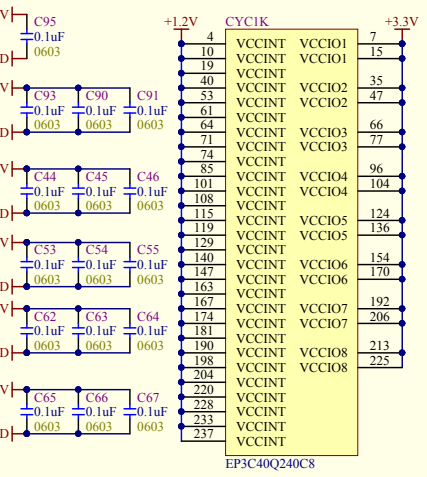 V
C95
0.1uF
D 0603
V
C93 C90 C91
0.1uF 0.1uF 0.1uF
D 0603 0603 0603
V
C44 C45 C46
0.1uF 0.1uF 0.1uF
D 0603 0603 0603
V
C53 C54 C55
0.1uF 0.1uF 0.1uF
D 0603 0603 0603
V
C62 C63 C64
0.1uF 0.1uF 0.1uF
D 0603 0603 0603
V
C65 C66 C67
0.1uF 0.1uF 0.1uF
D 0603 0603 0603
+1.2V CYC1K +3.3V
4 VCCINT VCCIO1 7
10 VCCINT VCCIO1 15
19 VCCINT
40 VCCINT VCCIO2 35
53 VCCINT VCCIO2 47
61 VCCINT
64 VCCINT VCCIO3 66
71 VCCINT VCCIO3 77
74 VCCINT
85 VCCINT VCCIO4 96
101 VCCINT VCCIO4 104
108 VCCINT
115 VCCINT VCCIO5 124
119 VCCINT VCCIO5 136
129 VCCINT
140 VCCINT VCCIO6 154
147 VCCINT VCCIO6 170
163 VCCINT
167 VCCINT VCCIO7 192
174 VCCINT VCCIO7 206
181 VCCINT
190 VCCINT VCCIO8 213
198 VCCINT VCCIO8 225
204 VCCINT
220 VCCINT
228 VCCINT
233 VCCINT
237 VCCINT
EP3C40Q240C8